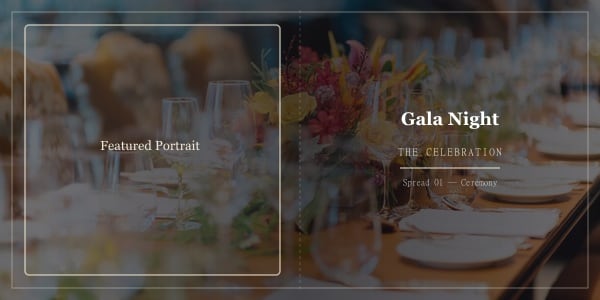 Featured Portrait
Gala Night
THE CELEBRATION
Spread 01 — Ceremony